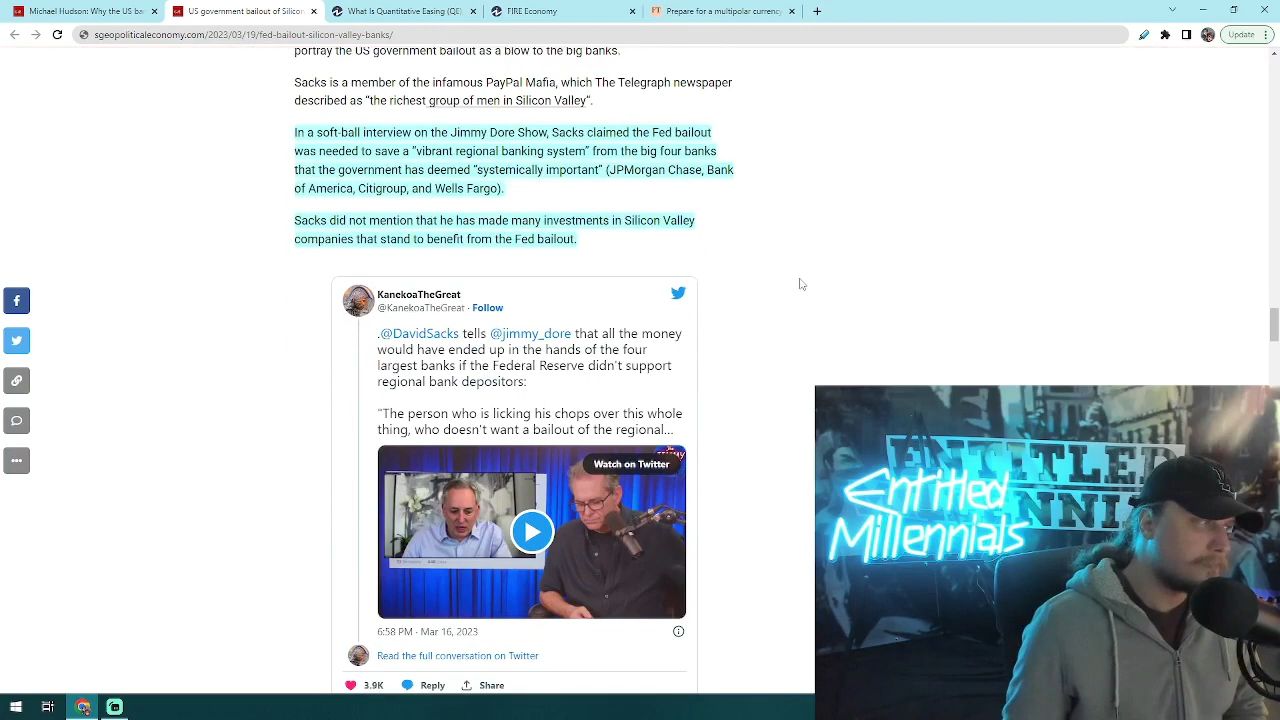 Michael Hudson: Why the US ba
US government bailout of Silicon
What Is Quantitative Easing (QE)
FIRE Economy
Prepare for a multipolar currency
sgeopoliticaleconomy.com/2023/03/19/fed-bailout-silicon-valley-banks/
Update
portray the US government bailout as a blow to the big banks.
Sacks is a member of the infamous PayPal Mafia, which The Telegraph newspaper
described as “the richest group of men in Silicon Valley”.
In a soft-ball interview on the Jimmy Dore Show, Sacks claimed the Fed bailout
was needed to save a “vibrant regional banking system” from the big four banks
that the government has deemed “systemically important” (JPMorgan Chase, Bank
of America, Citigroup, and Wells Fargo).
Sacks did not mention that he has made many investments in Silicon Valley
companies that stand to benefit from the Fed bailout.
KanekoaTheGreat
@KanekoaTheGreat · Follow
.@DavidSacks tells @jimmy_dore that all the money
would have ended up in the hands of the four
largest banks if the Federal Reserve didn't support
regional bank depositors:
"The person who is licking his chops over this whole
thing, who doesn't want a bailout of the regional...
Watch on Twitter
6:58 PM · Mar 16, 2023
Read the full conversation on Twitter
3.9K
Reply
Share
ENTITLED
Entitled
Millennials